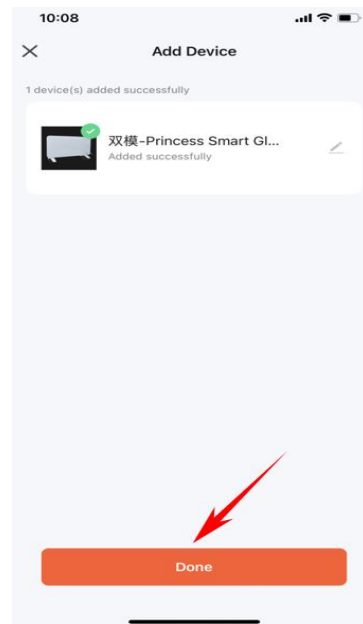 10:08
Add Device
1 device(s) added successfully
双模-Princess Smart Gl...
Added successfully
Done